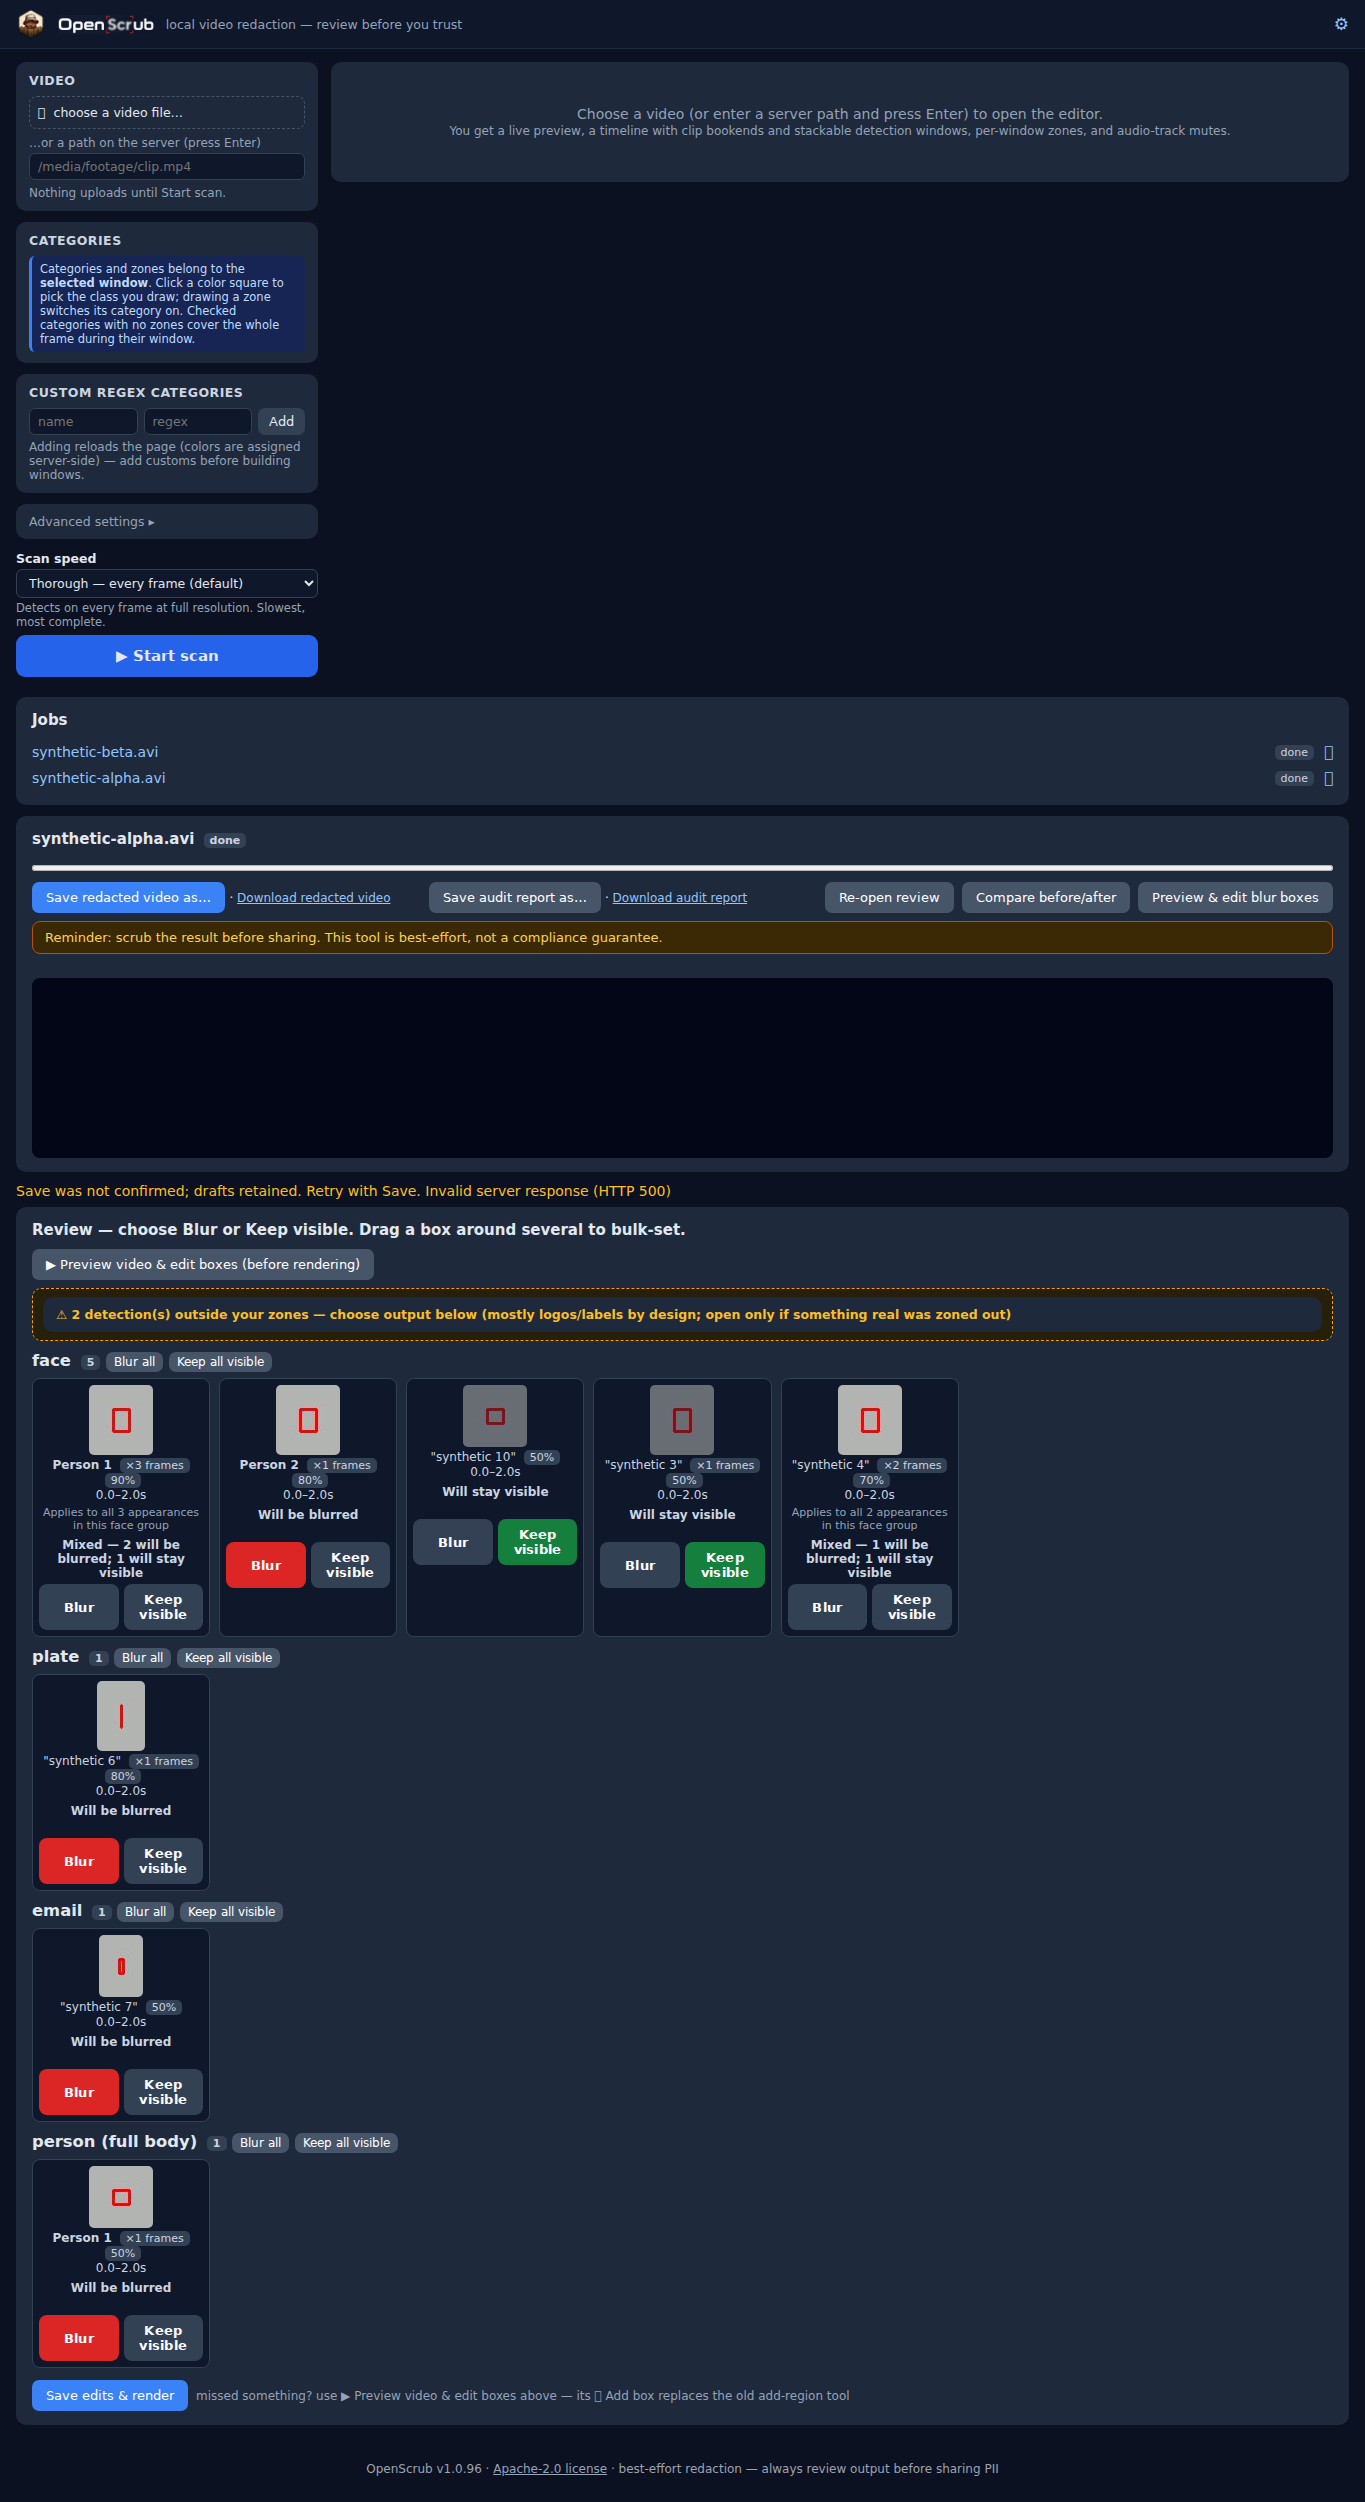 OpenScrub local video redaction — review before you trust ⚙
VIDEO
choose a video file...
...or a path on the server (press Enter)
/media/footage/clip.mp4
Nothing uploads until Start scan.
Choose a video (or enter a server path and press Enter) to open the editor.
You get a live preview, a timeline with clip bookends and stackable detection windows, per-window zones, and audio-track mutes.
CATEGORIES
Categories and zones belong to the
selected window. Click a color square to
pick the class you draw; drawing a zone
switches its category on. Checked
categories with no zones cover the whole
frame during their window.
CUSTOM REGEX CATEGORIES
name regex Add
Adding reloads the page (colors are assigned
server-side) — add customs before building
windows.
Advanced settings ▸
Scan speed
Thorough — every frame (default)
Detects on every frame at full resolution. Slowest,
most complete.
▶ Start scan
Jobs
synthetic-beta.avi done
synthetic-alpha.avi done
synthetic-alpha.avi done
Save redacted video as... · Download redacted video Save audit report as... · Download audit report Re-open review Compare before/after Preview & edit blur boxes
Reminder: scrub the result before sharing. This tool is best-effort, not a compliance guarantee.
Save was not confirmed; drafts retained. Retry with Save. Invalid server response (HTTP 500)
Review — choose Blur or Keep visible. Drag a box around several to bulk-set.
▶ Preview video & edit boxes (before rendering)
⚠ 2 detection(s) outside your zones — choose output below (mostly logos/labels by design; open only if something real was zoned out)
face 5 Blur all Keep all visible
Person 1 ×3 frames
90%
0.0–2.0s
Applies to all 3 appearances
in this face group
Mixed — 2 will be
blurred; 1 will stay
visible
Blur Keep
visible
Person 2 ×1 frames
80%
0.0–2.0s
Will be blurred
Blur Keep
visible
"synthetic 10" 50%
0.0–2.0s
Will stay visible
Blur Keep
visible
"synthetic 3" ×1 frames
50%
0.0–2.0s
Will stay visible
Blur Keep
visible
"synthetic 4" ×2 frames
70%
0.0–2.0s
Applies to all 2 appearances
in this face group
Mixed — 1 will be
blurred; 1 will stay
visible
Blur Keep
visible
plate 1 Blur all Keep all visible
"synthetic 6" ×1 frames
80%
0.0–2.0s
Will be blurred
Blur Keep
visible
email 1 Blur all Keep all visible
"synthetic 7" 50%
0.0–2.0s
Will be blurred
Blur Keep
visible
person (full body) 1 Blur all Keep all visible
Person 1 ×1 frames
50%
0.0–2.0s
Will be blurred
Blur Keep
visible
Save edits & render missed something? use ▶ Preview video & edit boxes above — its Add box replaces the old add-region tool
OpenScrub v1.0.96 · Apache-2.0 license · best-effort redaction — always review output before sharing PII